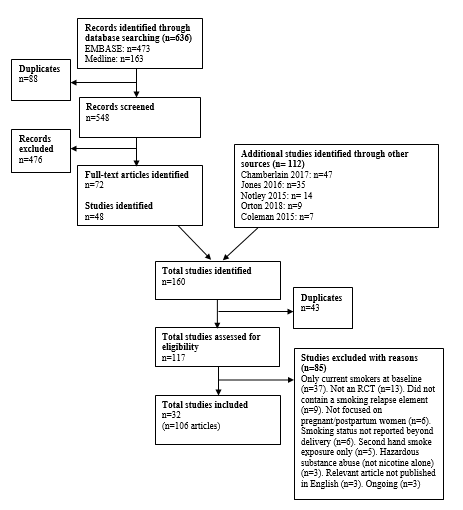 Records identified through
database searching (n=636)
EMBASE: n=473
Medline: n=163
Duplicates
n=88
Records screened
n=548
Records
excluded
n=476
Full-text articles identified
n=72
Studies identified
n=48
Additional studies identified through other
sources (n= 112)
Chamberlain 2017: n=47
Jones 2016: n=35
Notley 2015: n= 14
Orton 2018: n=9
Coleman 2015: n=7
Total studies identified
n=160
Duplicates
n=43
Total studies assessed for
eligibility
n=117
Studies excluded with reasons
(n=85)
Only current smokers at baseline
(n=37). Not an RCT (n=13). Did not
contain a smoking relapse element
(n=9). Not focused on
pregnant/postpartum women (n=6).
Smoking status not reported beyond
delivery (n=6). Second hand smoke
exposure only (n=5). Hazardous
substance abuse (not nicotine alone)
(n=3). Relevant article not published
in English (n=3). Ongoing (n=3)
Total studies included
n=32
(n=106 articles)